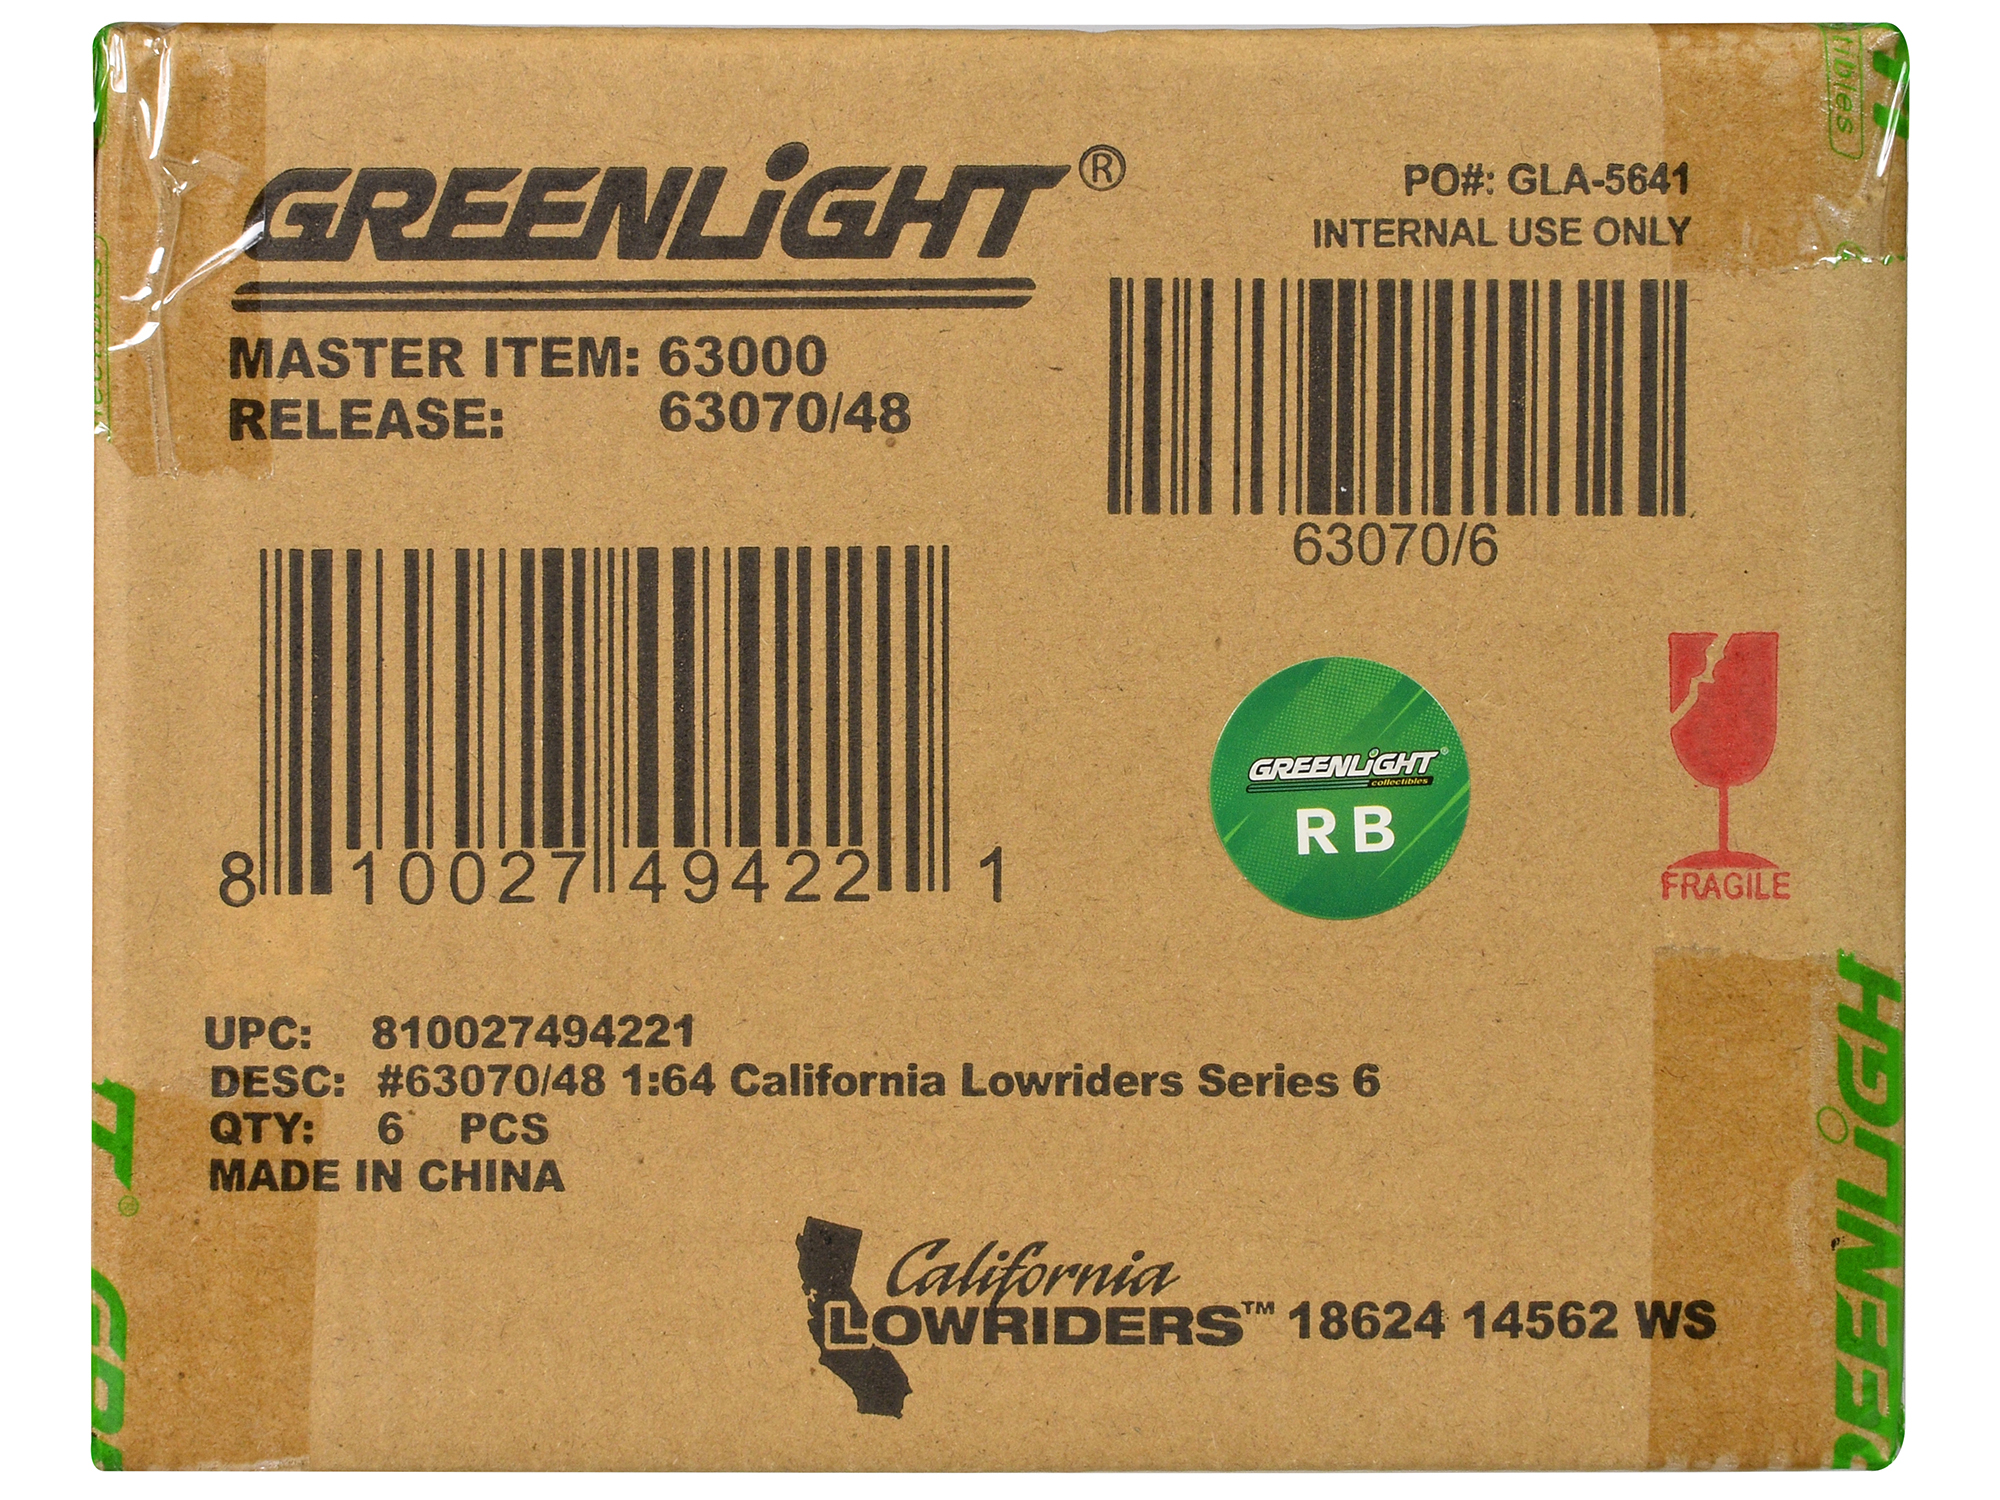 GREENLiGHT®
PO#: GLA-5641
INTERNAL USE ONLY
MASTER ITEM: 63000
RELEASE: 63070/48
63070/6
8 10027 49422 1
GREENLiGHT®
collectibles
R B
FRAGILE
UPC: 810027494221
DESC: #63070/48 1:64 California Lowriders Series 6
QTY: 6 PCS
MADE IN CHINA
California
LOWRIDERS™ 18624 14562 WS